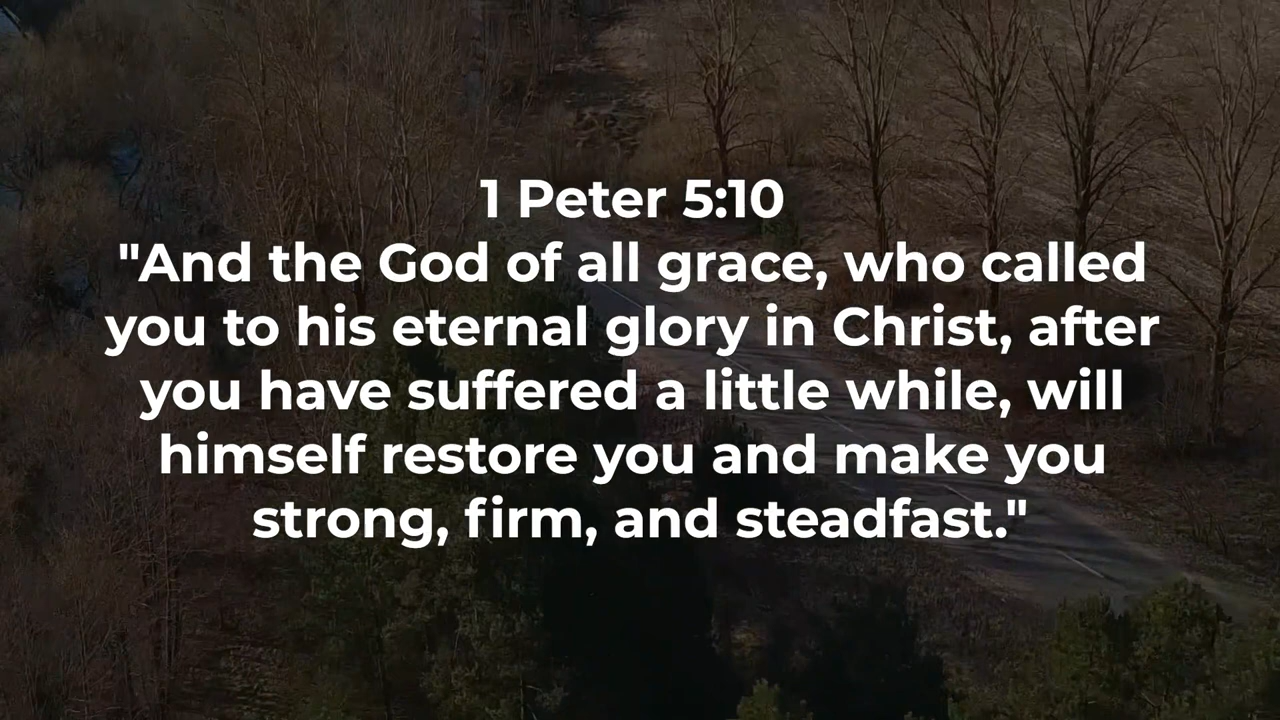 1 Peter 5:10
"And the God of all grace, who called
you to his eternal glory in Christ, after
you have suffered a little while, will
himself restore you and make you
strong, firm, and steadfast."